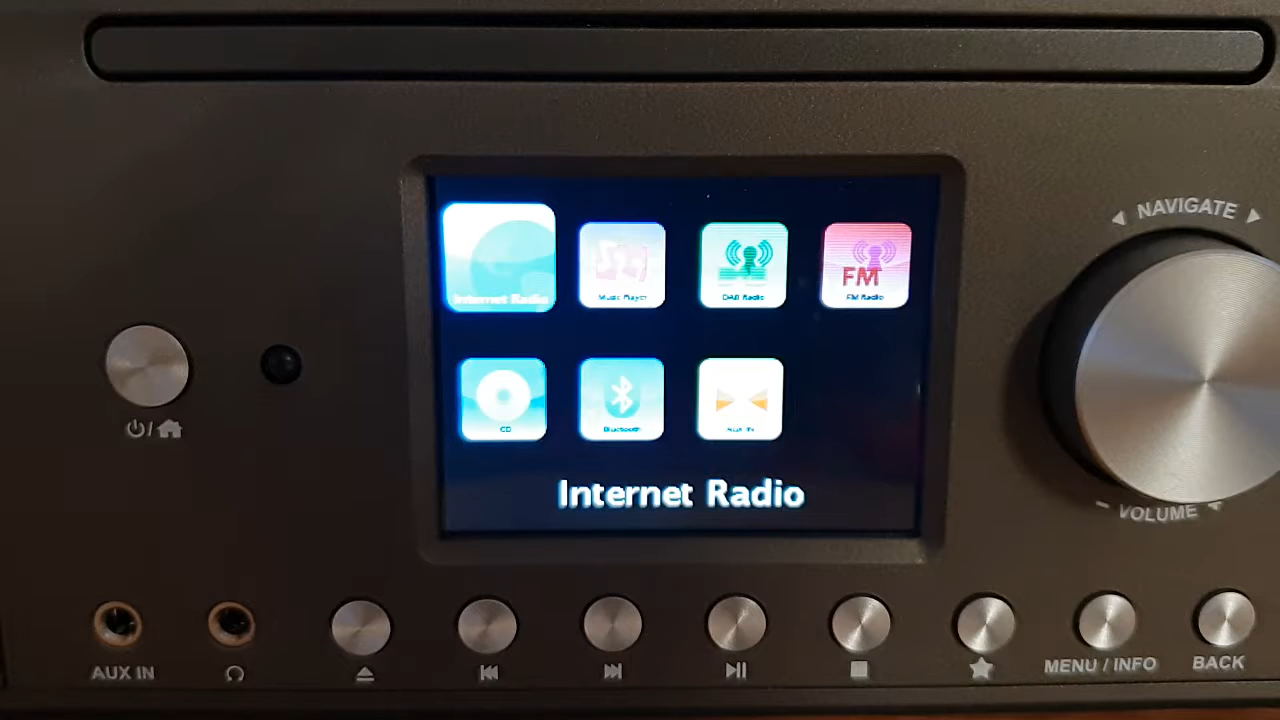 NAVIGATE
Internet Radio
Music Player
DAB Radio
FM
FM Radio
CD
Bluetooth
Aux IN
Internet Radio
- VOLUME +
AUX IN
MENU / INFO
BACK